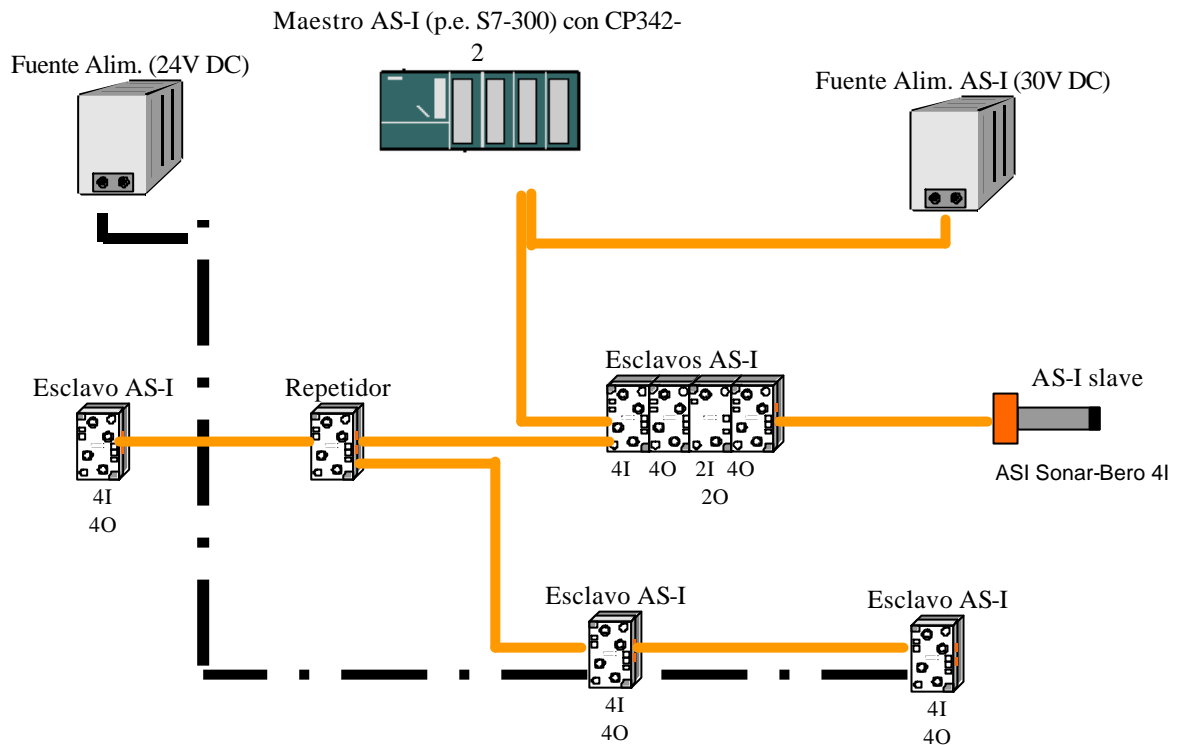 Maestro AS-I (p.e. S7-300) con CP342-
2
Fuente Alim. (24V DC)
Fuente Alim. AS-I (30V DC)
Esclavo AS-I
Repetidor
Esclavos AS-I
AS-I slave
4I 4O 2I 4O
2O
ASI Sonar-Bero 4I
4I
4O
Esclavo AS-I
Esclavo AS-I
4I
4O
4I
4O